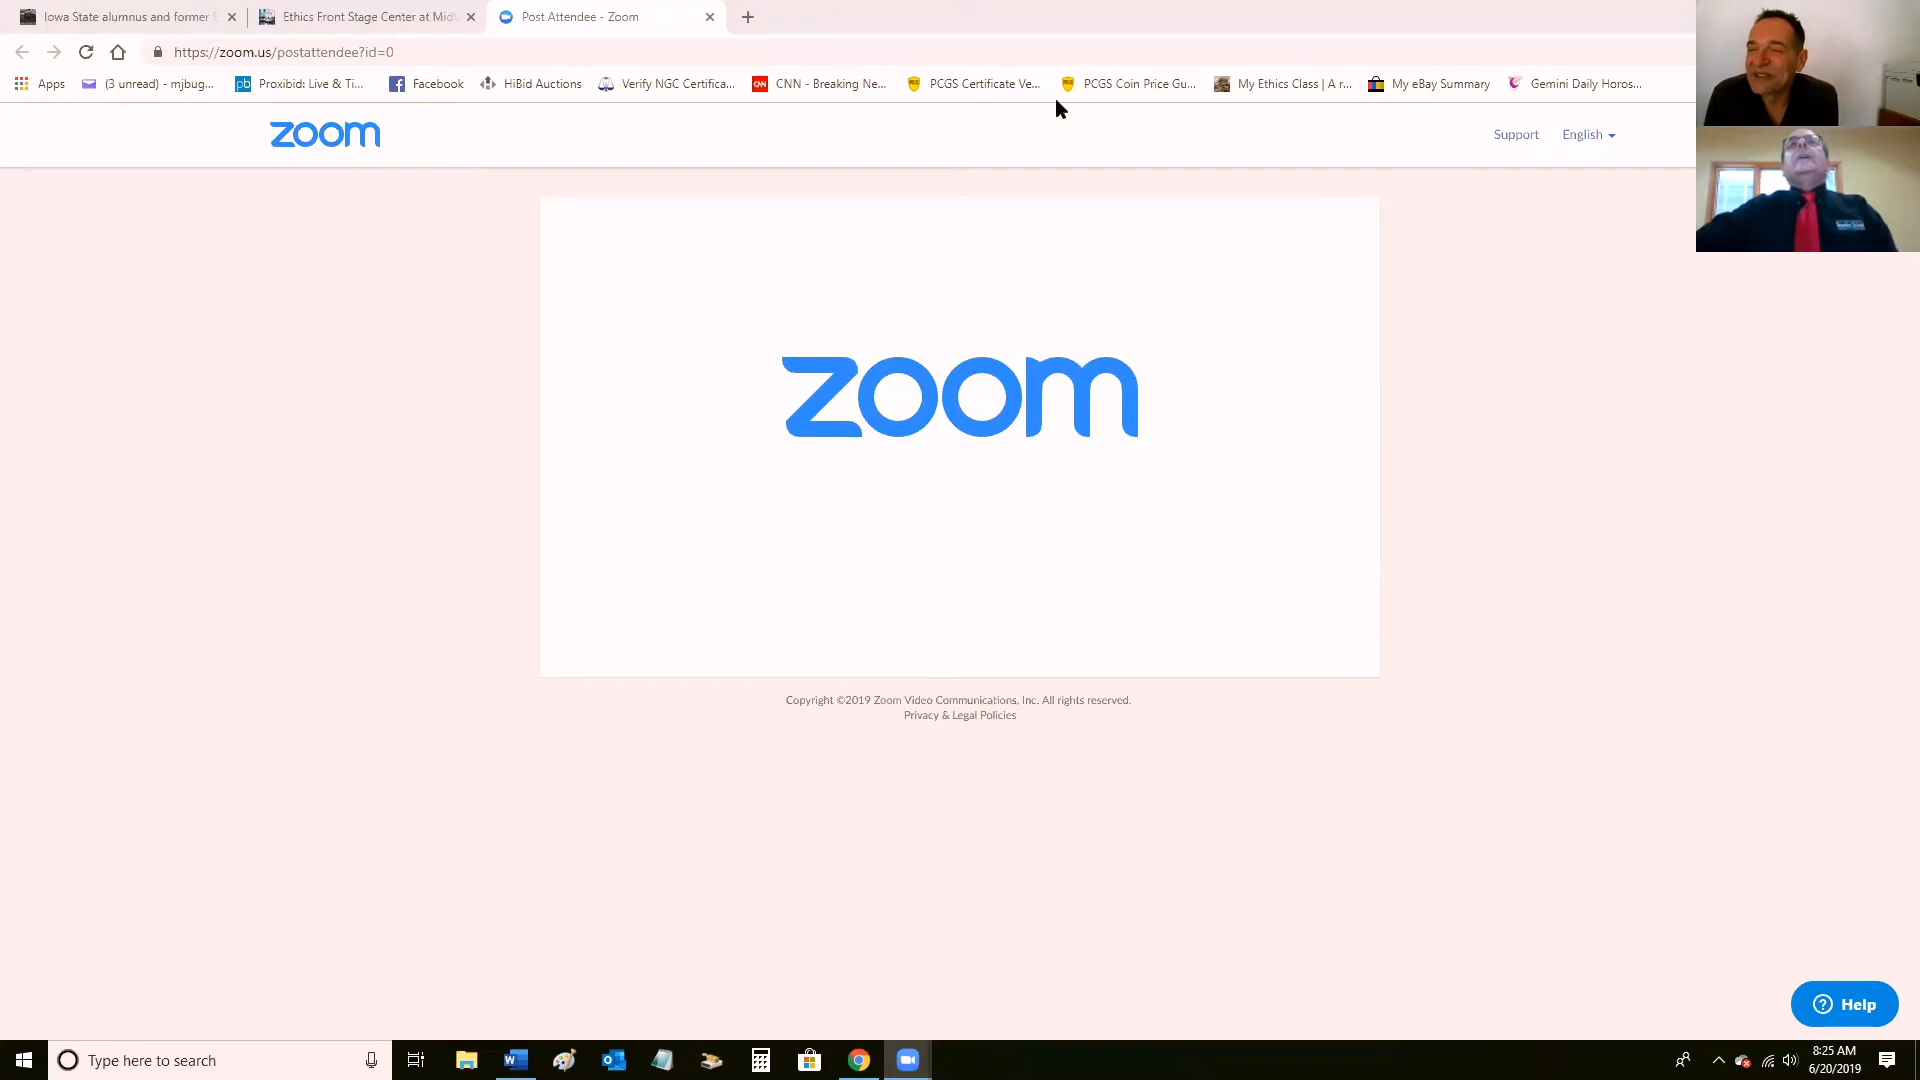 Iowa State alumnus and former
Ethics Front Stage Center at Mid
Post Attendee - Zoom
https://zoom.us/postattendee?id=0
Apps
(3 unread) - mjbug...
pb
Proxibid: Live & Ti...
Facebook
HiBid Auctions
Verify NGC Certifica...
CNN
CNN - Breaking Ne...
PCGS Certificate Ve...
PCGS Coin Price Gu...
My Ethics Class | A r...
My eBay Summary
Gemini Daily Horos...
zoom
Support
English
zoom
Copyright ©2019 Zoom Video Communications, Inc. All rights reserved.
Privacy & Legal Policies
Help
Type here to search
8:25 AM
6/20/2019